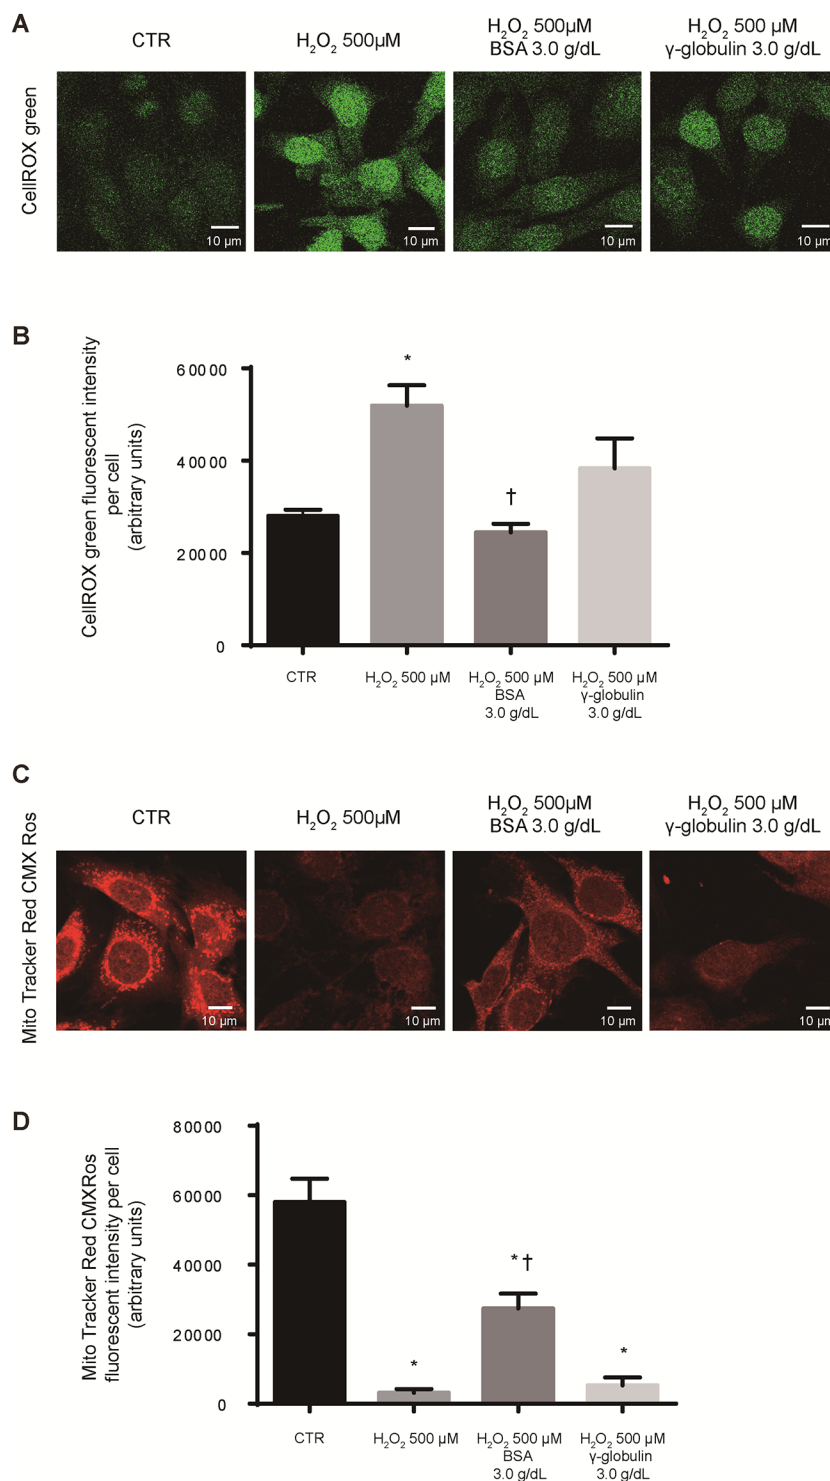 A
CTR
H₂O₂ 500µM
H₂O₂ 500µM
BSA 3.0 g/dL
H₂O₂ 500 µM
γ-globulin 3.0 g/dL
CellROX green
10 µm
10 µm
10 µm
10 µm
B
CellROX green fluorescent intensity
per cell
(arbitrary units)
60000
40000
20000
0
*
†
CTR
H₂O₂ 500 µM
H₂O₂ 500 µM
BSA
3.0 g/dL
H₂O₂ 500 µM
γ-globulin
3.0 g/dL
C
CTR
H₂O₂ 500µM
H₂O₂ 500µM
BSA 3.0 g/dL
H₂O₂ 500 µM
γ-globulin 3.0 g/dL
Mito Tracker Red CMX Ros
10 µm
10 µm
10 µm
10 µm
D
Mito Tracker Red CMXRos
fluorescent intensity per cell
(arbitrary units)
80000
60000
40000
20000
0
*
* †
*
CTR
H₂O₂ 500 µM
H₂O₂ 500 µM
BSA
3.0 g/dL
H₂O₂ 500 µM
γ-globulin
3.0 g/dL